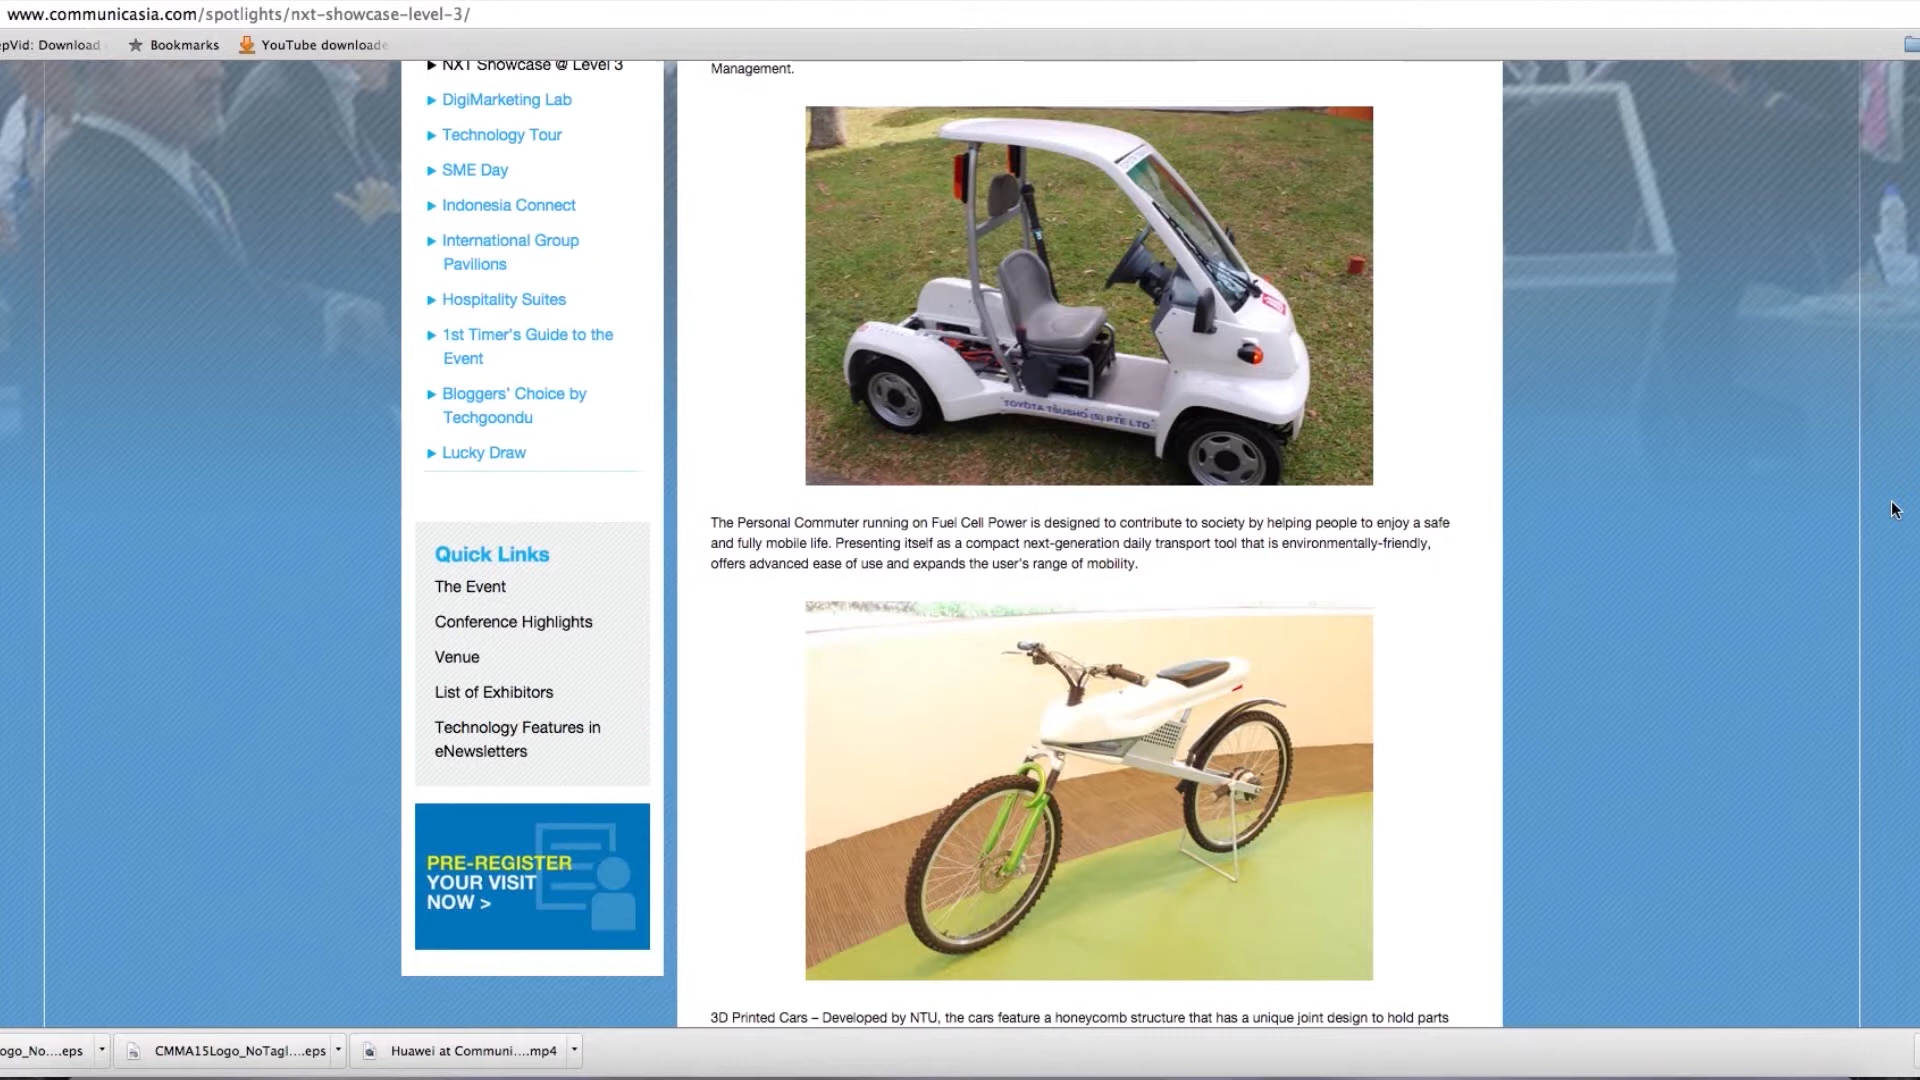 www.communicasia.com/spotlights/nxt-showcase-level-3/
epVid: Download
Bookmarks
YouTube downloade
NXT Showcase @ Level 3
DigiMarketing Lab
Technology Tour
SME Day
Indonesia Connect
International Group
Pavilions
Hospitality Suites
1st Timer's Guide to the
Event
Bloggers' Choice by
Techgoondu
Lucky Draw
Quick Links
The Event
Conference Highlights
Venue
List of Exhibitors
Technology Features in
eNewsletters
PRE-REGISTER
YOUR VISIT
NOW >
Management.
TOYOTA TSUSHO (S) PTE LTD
The Personal Commuter running on Fuel Cell Power is designed to contribute to society by helping people to enjoy a safe
and fully mobile life. Presenting itself as a compact next-generation daily transport tool that is environmentally-friendly,
offers advanced ease of use and expands the user's range of mobility.
3D Printed Cars – Developed by NTU, the cars feature a honeycomb structure that has a unique joint design to hold parts
ogo_No....eps
CMMA15Logo_NoTagl....eps
Huawei at Communi....mp4